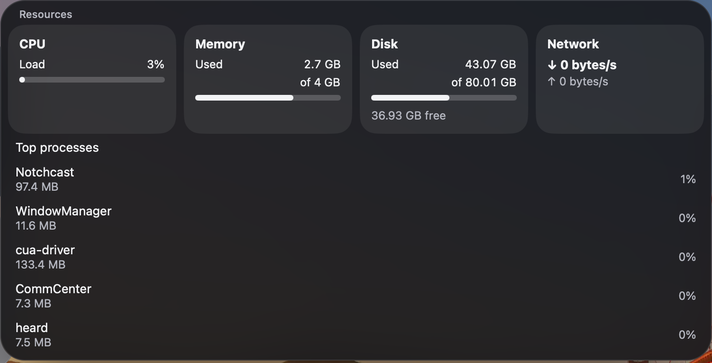 Resources
CPU
Load 3%
Memory
Used 2.7 GB
of 4 GB
Disk
Used 43.07 GB
of 80.01 GB
36.93 GB free
Network
↓ 0 bytes/s
↑ 0 bytes/s
Top processes
Notchcast
97.4 MB
1%
WindowManager
11.6 MB
0%
cua-driver
133.4 MB
0%
CommCenter
7.3 MB
0%
heard
7.5 MB
0%